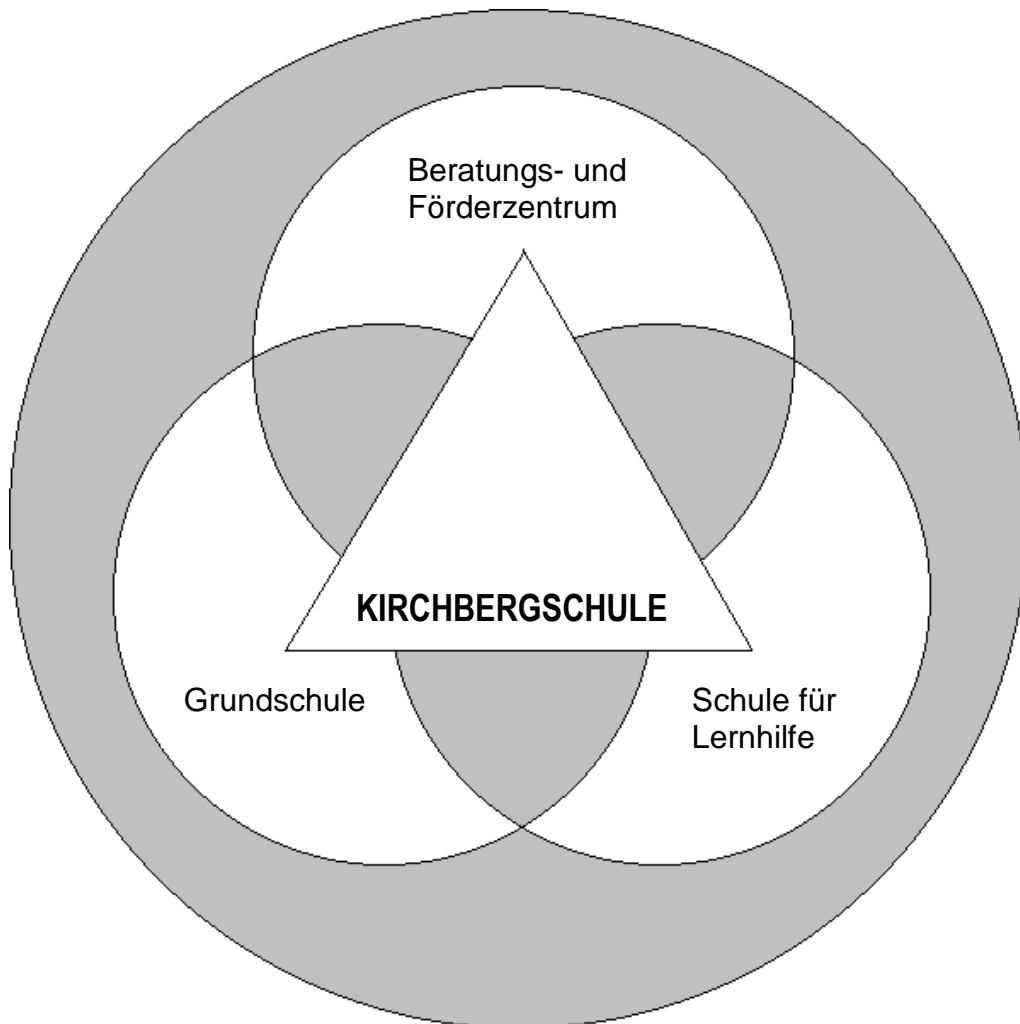 Beratungs- und
Förderzentrum
KIRCHBERGSCHULE
Grundschule
Schule für
Lernhilfe